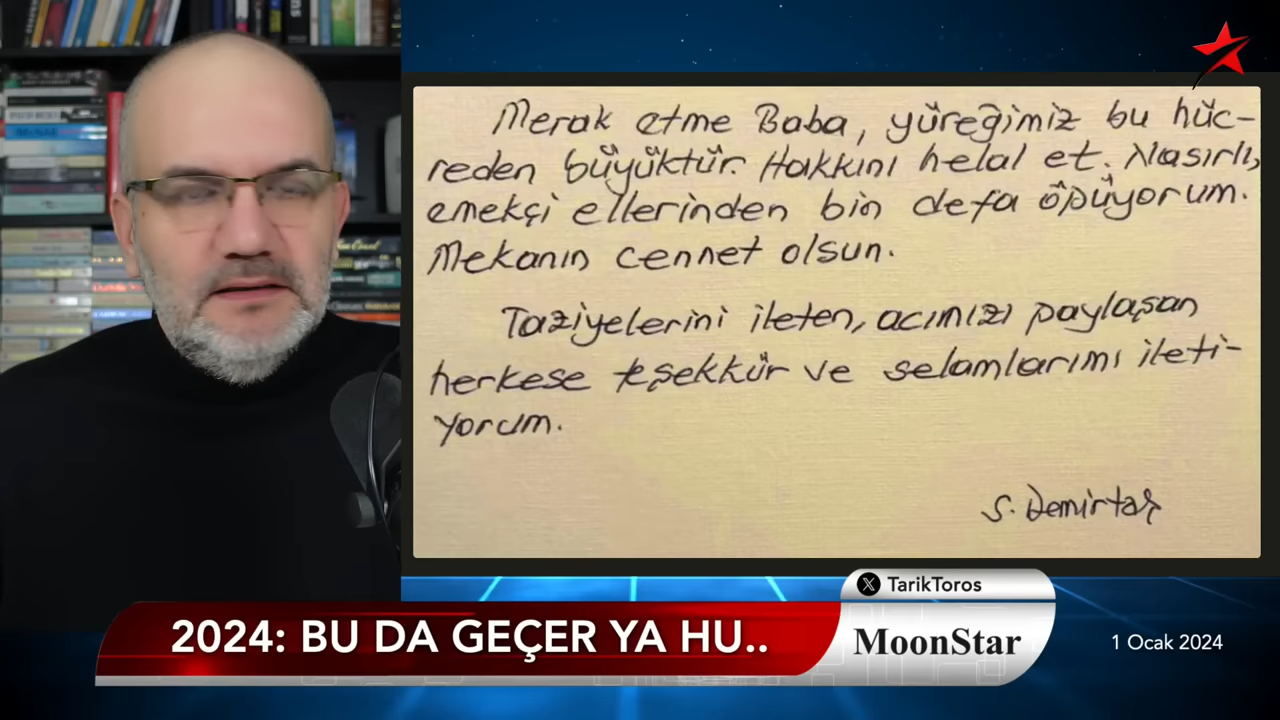 Merak etme Baba, yüreğimiz bu hüc-
reden büyüktür. Hakkını helal et. Nasırlı,
emekçi ellerinden bin defa öpüyorum.
Mekanın cennet olsun.
Taziyelerini ileten, acımızı paylaşan
herkese teşekkür ve selamlarımı ileti-
yorum.
S. Demirtaş
TarikToros
2024: BU DA GEÇER YA HU..
MoonStar
1 Ocak 2024